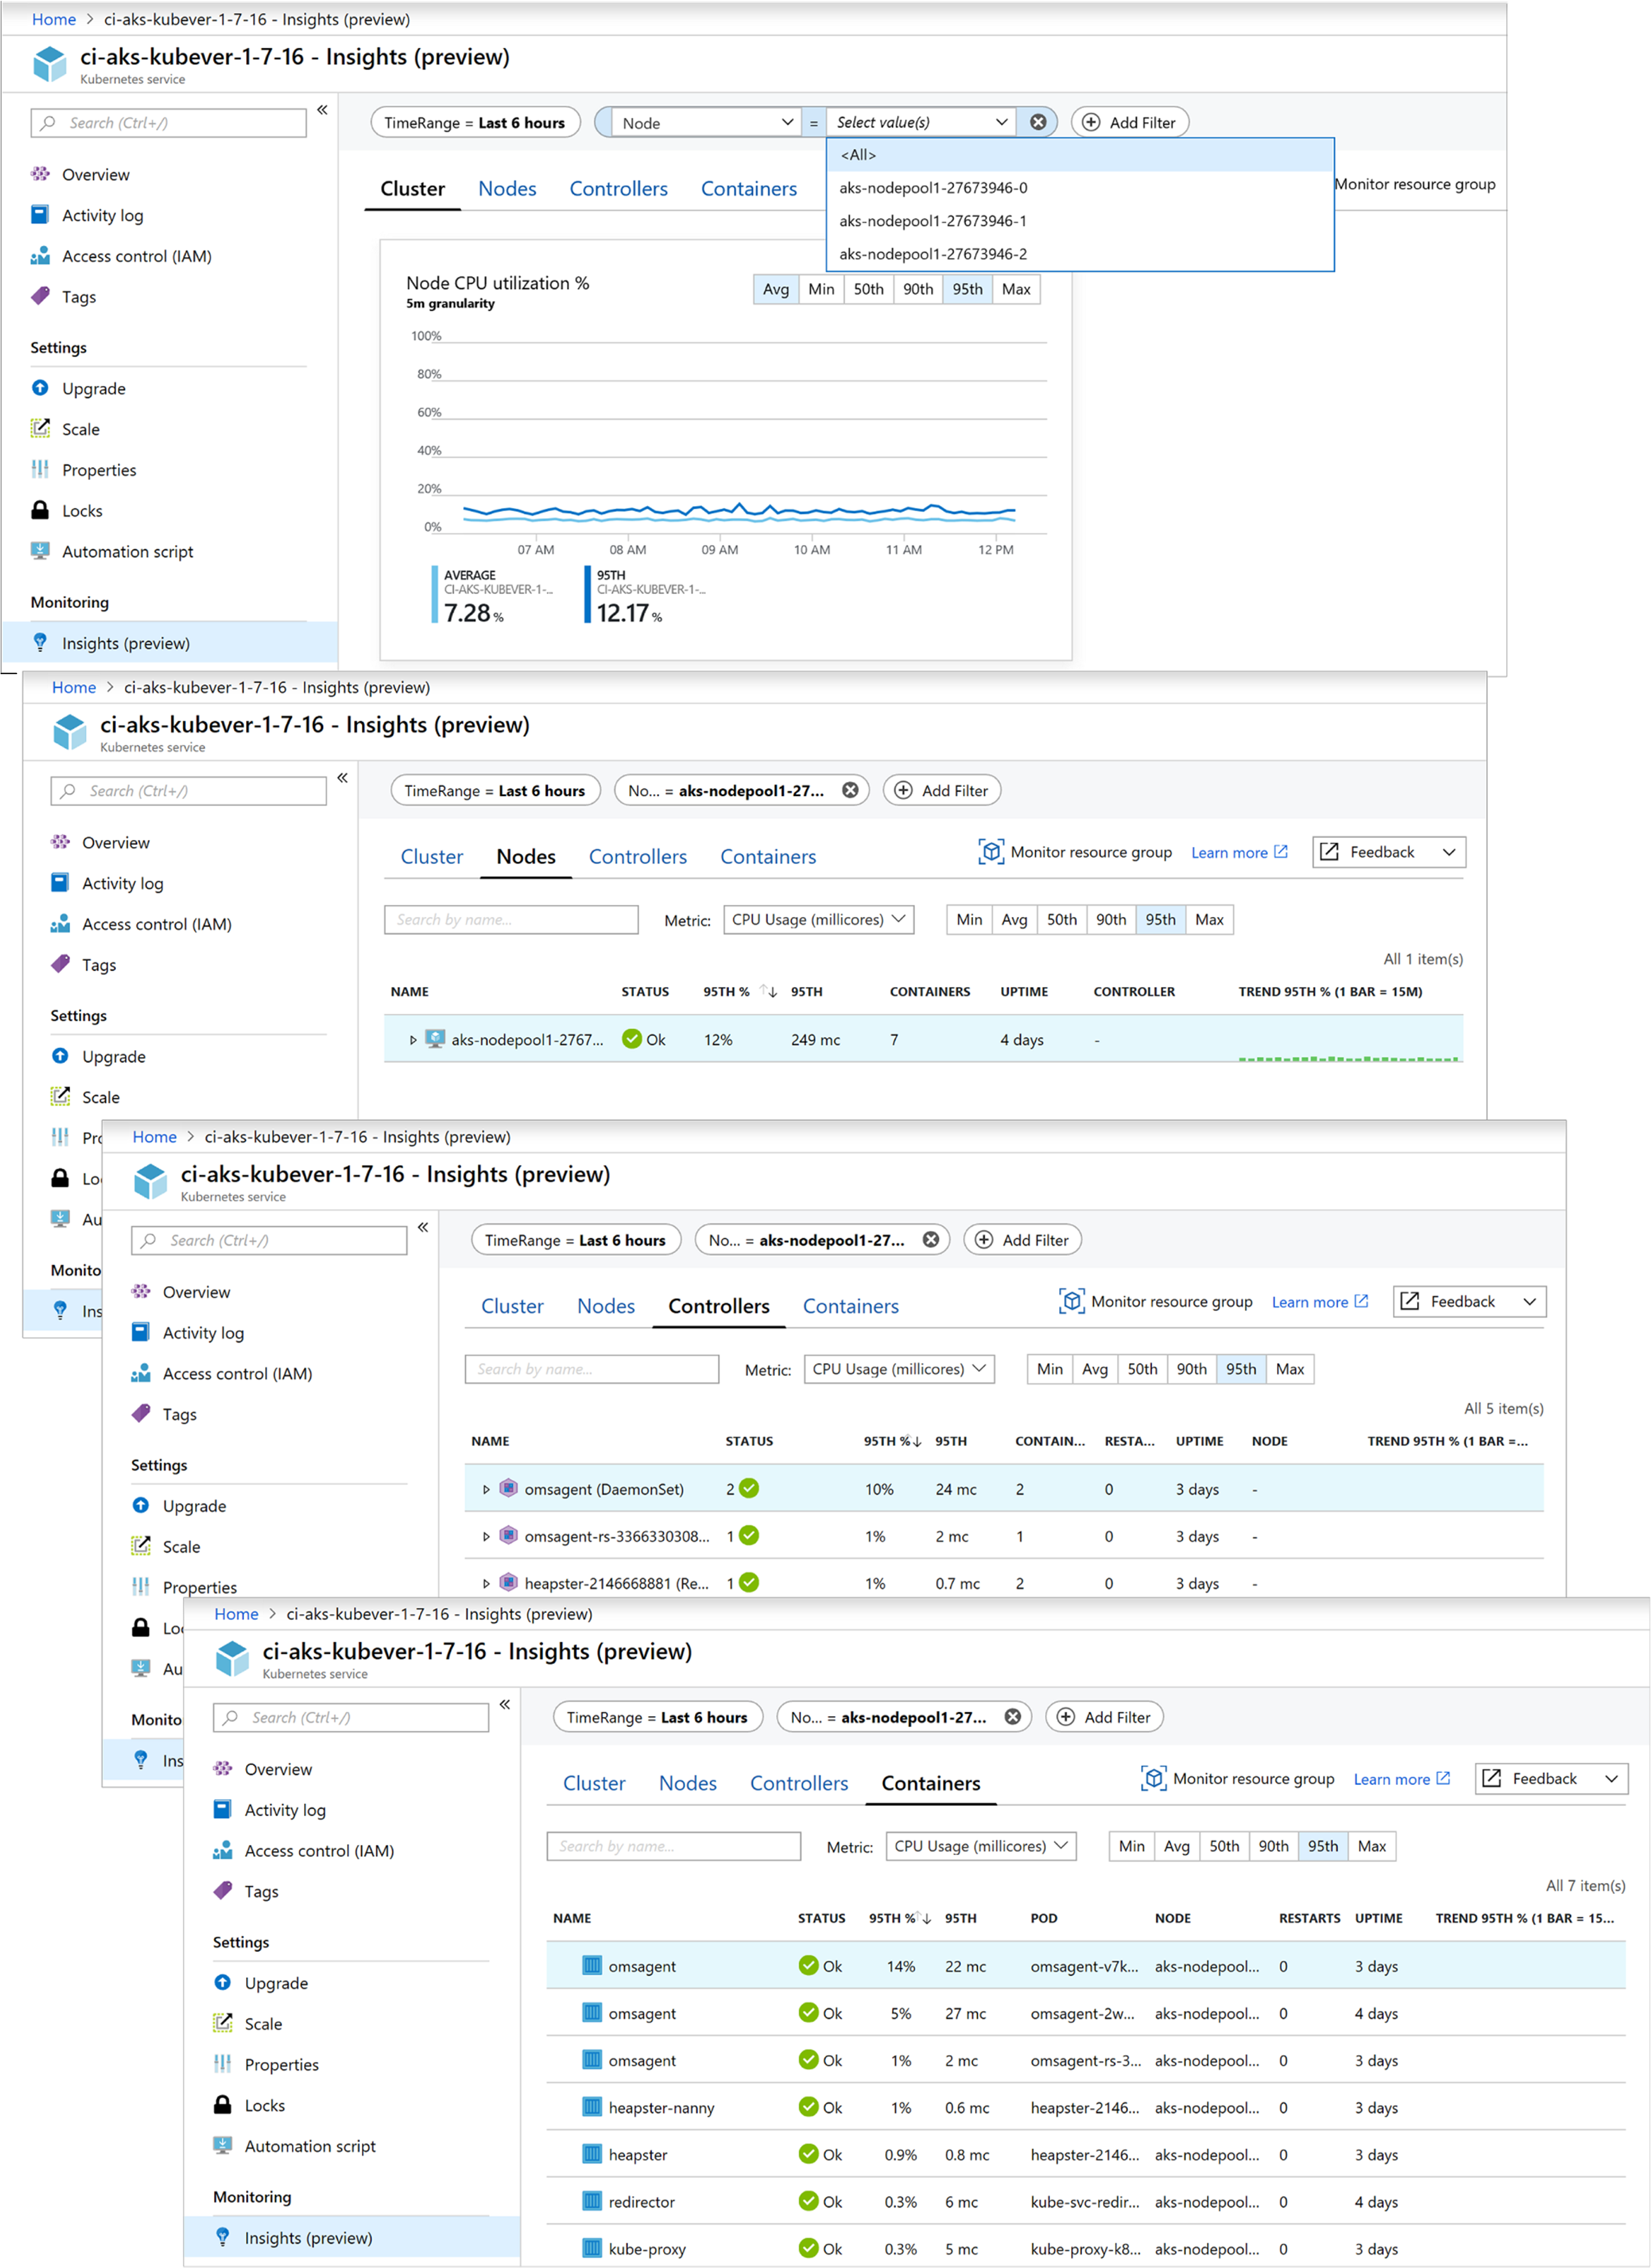 Home > ci-aks-kubever-1-7-16 - Insights (preview)
ci-aks-kubever-1-7-16 - Insights (preview)
Kubernetes service
Search (Ctrl+/)
«
Overview
Activity log
Access control (IAM)
Tags
Settings
Upgrade
Scale
Properties
Locks
Automation script
Monitoring
Insights (preview)
TimeRange = Last 6 hours
Node = Select value(s)
Add Filter
<All>
aks-nodepool1-27673946-0
aks-nodepool1-27673946-1
aks-nodepool1-27673946-2
Cluster Nodes Controllers Containers
Monitor resource group
Node CPU utilization %
5m granularity
Avg Min 50th 90th 95th Max
100%
80%
60%
40%
20%
0%
07 AM 08 AM 09 AM 10 AM 11 AM 12 PM
AVERAGE
CI-AKS-KUBEVER-1-...
7.28 %
95TH
CI-AKS-KUBEVER-1-...
12.17 %
Home > ci-aks-kubever-1-7-16 - Insights (preview)
ci-aks-kubever-1-7-16 - Insights (preview)
Kubernetes service
Search (Ctrl+/)
«
Overview
Activity log
Access control (IAM)
Tags
Settings
Upgrade
Scale
Pro
Lo
Au
Monito
Ins
TimeRange = Last 6 hours
No... = aks-nodepool1-27...
Add Filter
Cluster Nodes Controllers Containers
Monitor resource group Learn more Feedback
Search by name... Metric: CPU Usage (millicores) Min Avg 50th 90th 95th Max
All 1 item(s)
NAME STATUS 95TH % ↑↓ 95TH CONTAINERS UPTIME CONTROLLER TREND 95TH % (1 BAR = 15M)
aks-nodepool1-2767... Ok 12% 249 mc 7 4 days -
Home > ci-aks-kubever-1-7-16 - Insights (preview)
ci-aks-kubever-1-7-16 - Insights (preview)
Kubernetes service
Search (Ctrl+/)
«
Overview
Activity log
Access control (IAM)
Tags
Settings
Upgrade
Scale
Properties
Loc
Au
Monito
Ins
TimeRange = Last 6 hours
No... = aks-nodepool1-27...
Add Filter
Cluster Nodes Controllers Containers
Monitor resource group Learn more Feedback
Search by name... Metric: CPU Usage (millicores) Min Avg 50th 90th 95th Max
All 5 item(s)
NAME STATUS 95TH %↓ 95TH CONTAIN... RESTA... UPTIME NODE TREND 95TH % (1 BAR =...
omsagent (DaemonSet) 2 10% 24 mc 2 0 3 days -
omsagent-rs-3366330308... 1 1% 2 mc 1 0 3 days -
heapster-2146668881 (Re... 1 1% 0.7 mc 2 0 3 days -
Home > ci-aks-kubever-1-7-16 - Insights (preview)
ci-aks-kubever-1-7-16 - Insights (preview)
Kubernetes service
Search (Ctrl+/)
«
Overview
Activity log
Access control (IAM)
Tags
Settings
Upgrade
Scale
Properties
Locks
Automation script
Monitoring
Insights (preview)
TimeRange = Last 6 hours
No... = aks-nodepool1-27...
Add Filter
Cluster Nodes Controllers Containers
Monitor resource group Learn more Feedback
Search by name... Metric: CPU Usage (millicores) Min Avg 50th 90th 95th Max
All 7 item(s)
NAME STATUS 95TH %↑↓ 95TH POD NODE RESTARTS UPTIME TREND 95TH % (1 BAR = 15...
omsagent Ok 14% 22 mc omsagent-v7k... aks-nodepool... 0 3 days
omsagent Ok 5% 27 mc omsagent-2w... aks-nodepool... 0 4 days
omsagent Ok 1% 2 mc omsagent-rs-3... aks-nodepool... 0 3 days
heapster-nanny Ok 1% 0.6 mc heapster-2146... aks-nodepool... 0 3 days
heapster Ok 0.9% 0.8 mc heapster-2146... aks-nodepool... 0 3 days
redirector Ok 0.3% 6 mc kube-svc-redir... aks-nodepool... 0 4 days
kube-proxy Ok 0.3% 5 mc kube-proxy-k8... aks-nodepool... 0 3 days